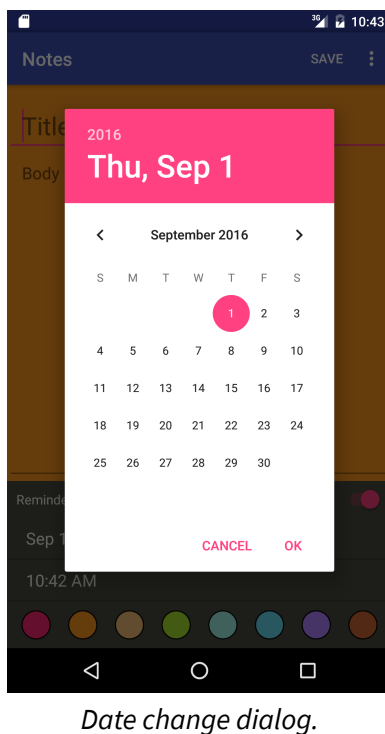 3G 10:43
Notes SAVE
Title
2016
Thu, Sep 1
Body
September 2016
S M T W T F S
1 2 3
4 5 6 7 8 9 10
11 12 13 14 15 16 17
18 19 20 21 22 23 24
25 26 27 28 29 30
Reminde
Sep 1
CANCEL OK
10:42 AM
Date change dialog.